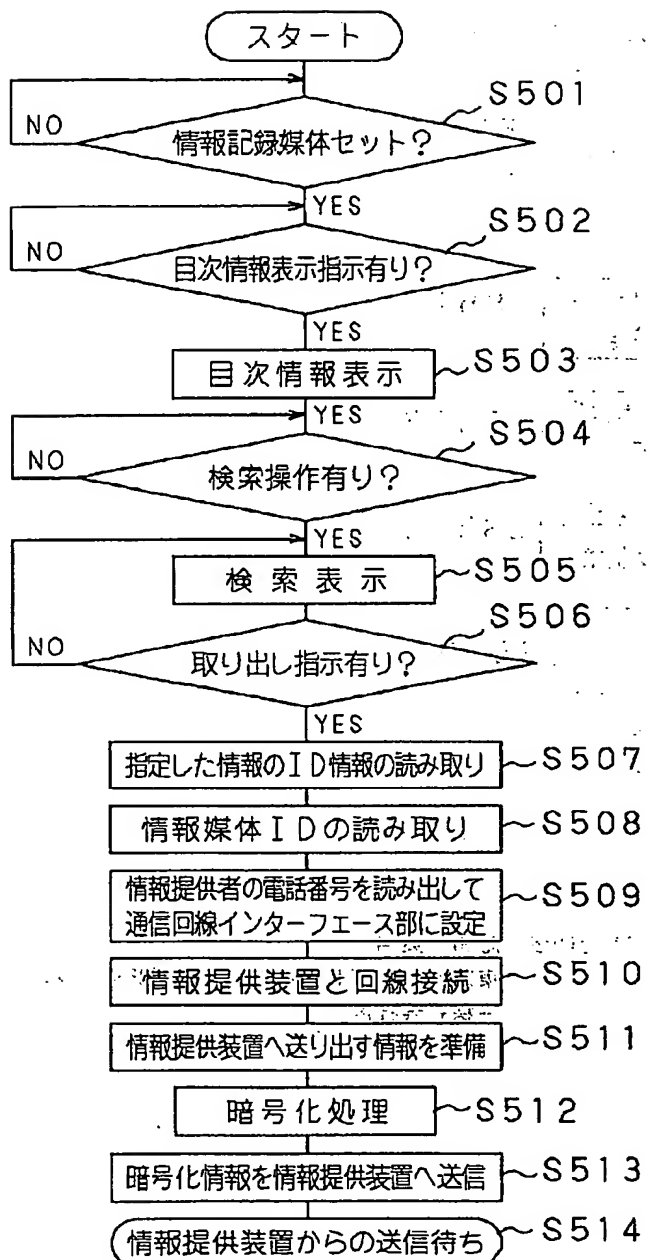 スタート
S501
NO
情報記録媒体セット?
YES
S502
NO
目次情報表示指示有り?
YES
目次情報表示
S503
YES
S504
NO
検索操作有り?
YES
検索表示
S505
S506
NO
取り出し指示有り?
YES
指定した情報のID情報の読み取り
S507
情報媒体IDの読み取り
S508
情報提供者の電話番号を読み出して
通信回線インターフェース部に設定
S509
情報提供装置と回線接続
S510
情報提供装置へ送り出す情報を準備
S511
暗号化処理
S512
暗号化情報を情報提供装置へ送信
S513
情報提供装置からの送信待ち
S514